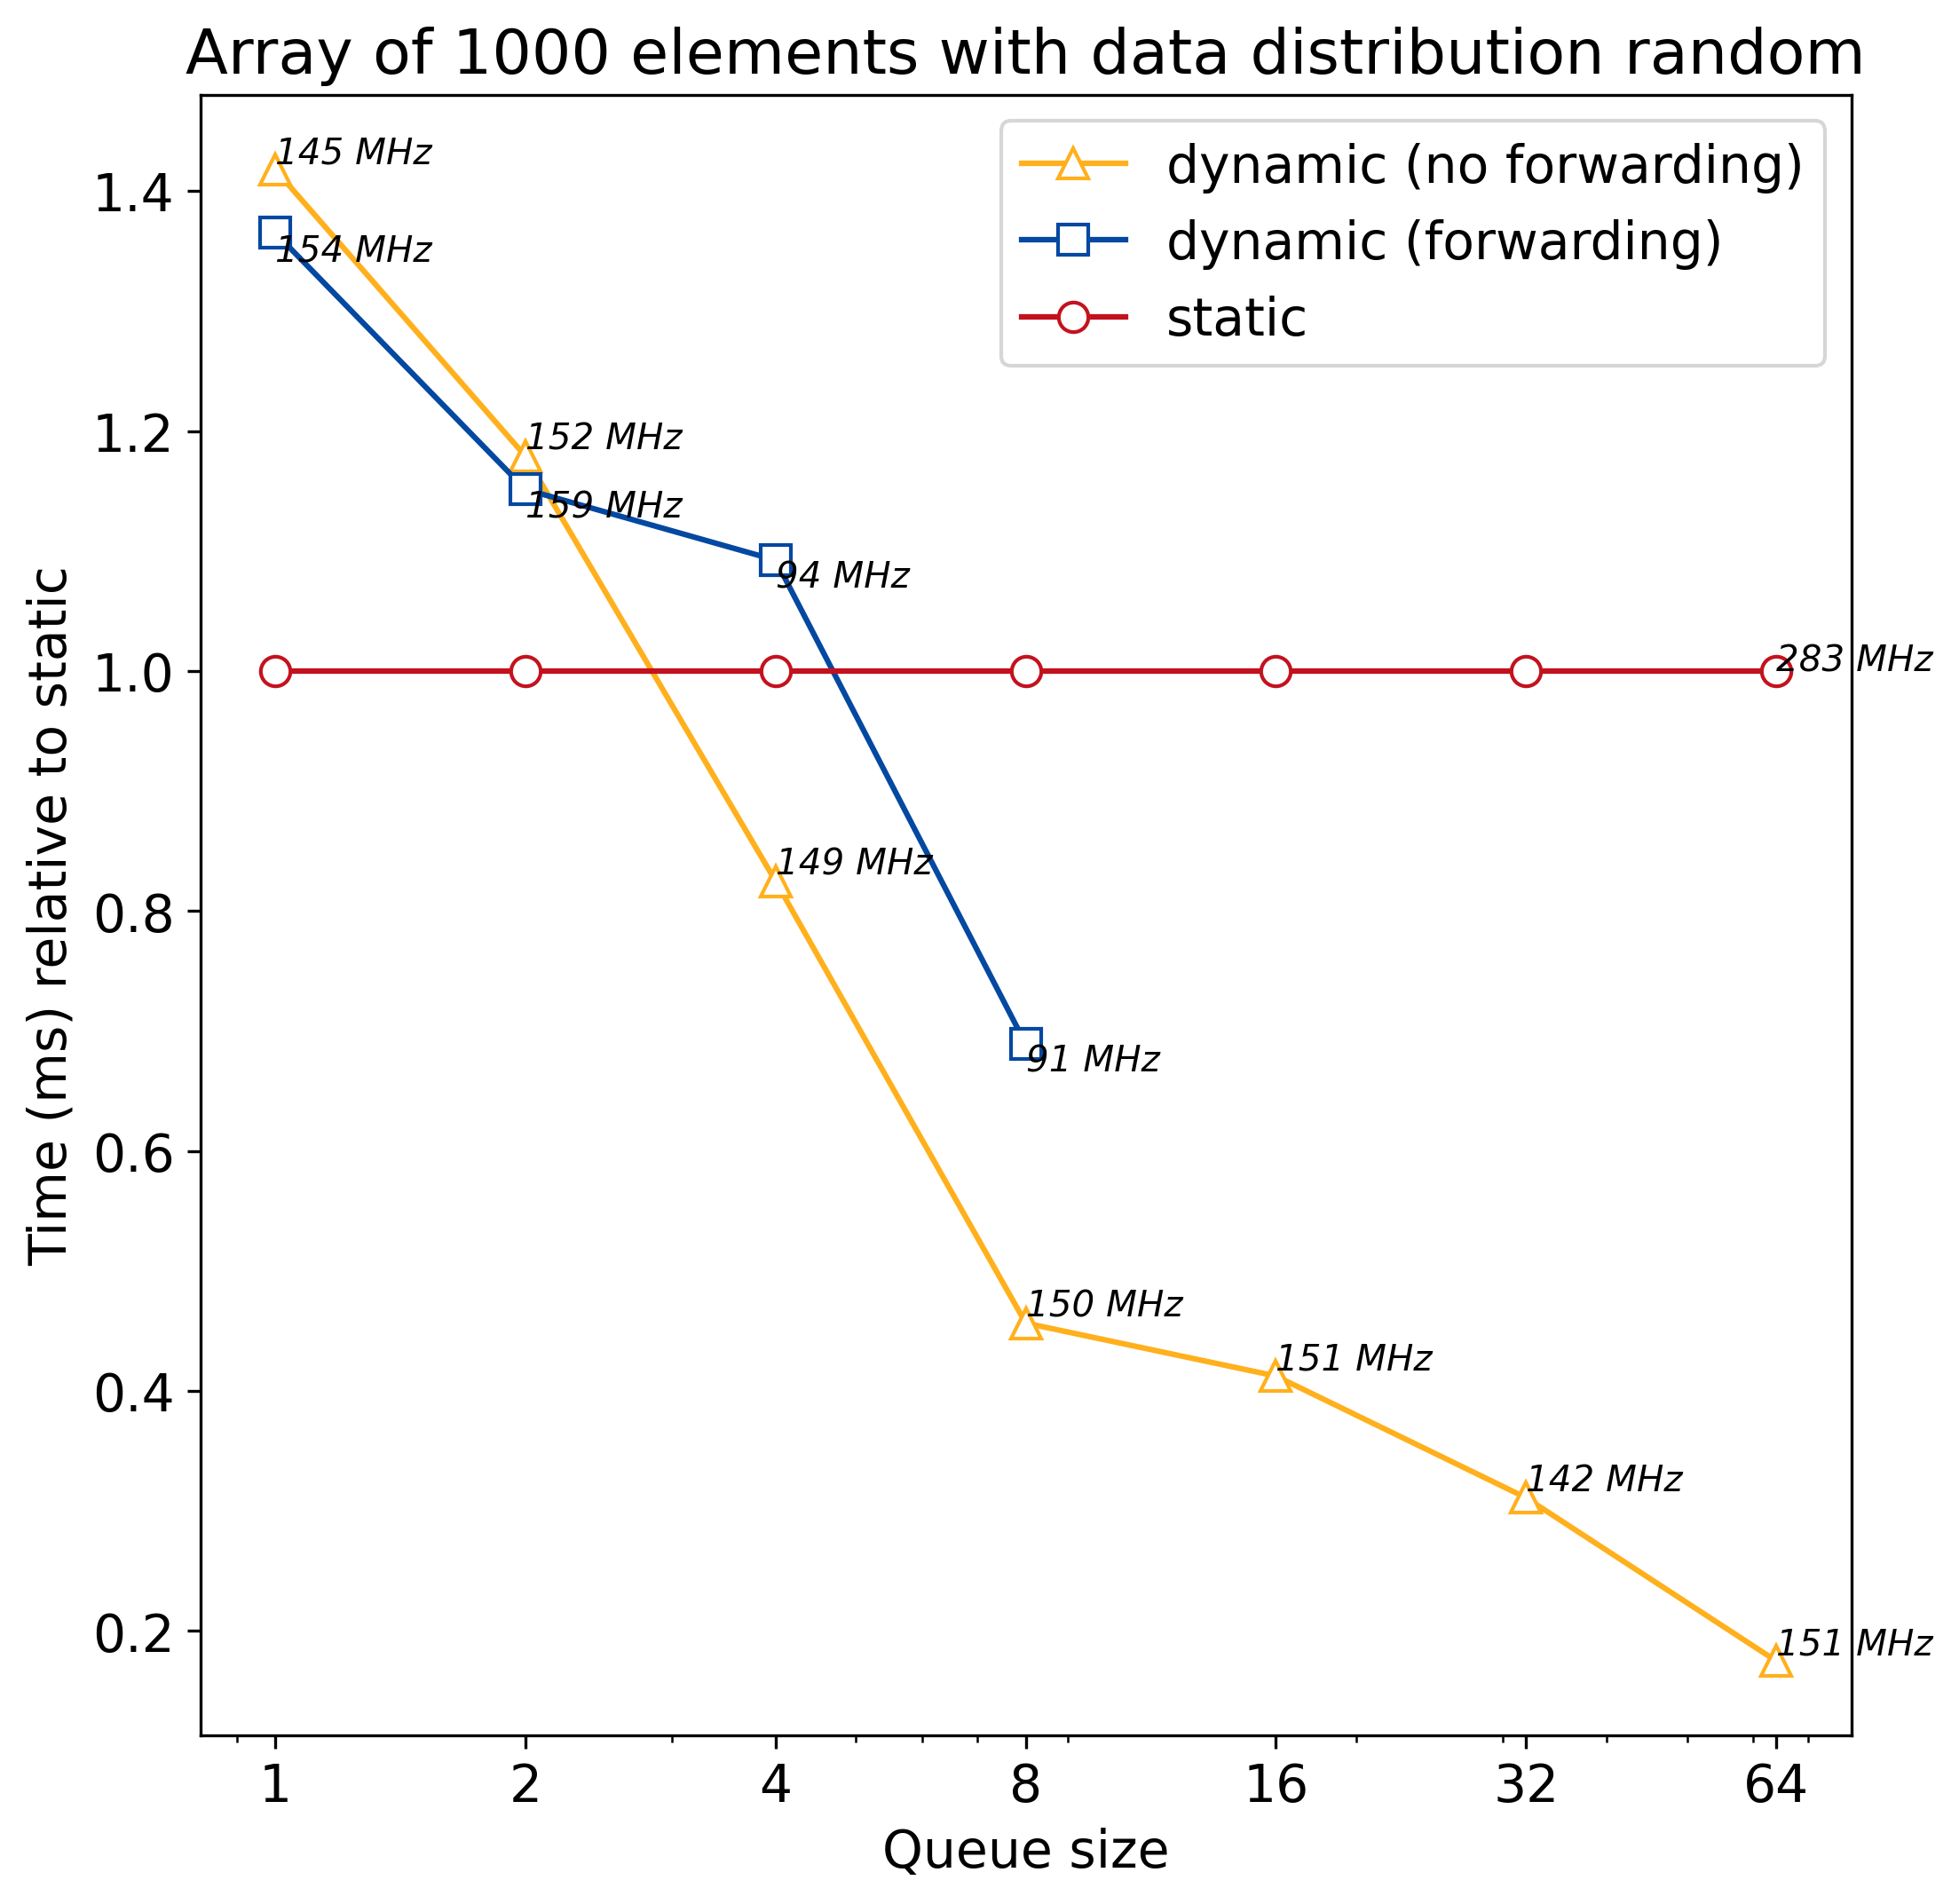 Array of 1000 elements with data distribution random
dynamic (no forwarding)
dynamic (forwarding)
static
145 MHz
154 MHz
152 MHz
159 MHz
94 MHz
283 MHz
149 MHz
91 MHz
150 MHz
151 MHz
142 MHz
151 MHz
Time (ms) relative to static
1.4
1.2
1.0
0.8
0.6
0.4
0.2
1 2 4 8 16 32 64
Queue size